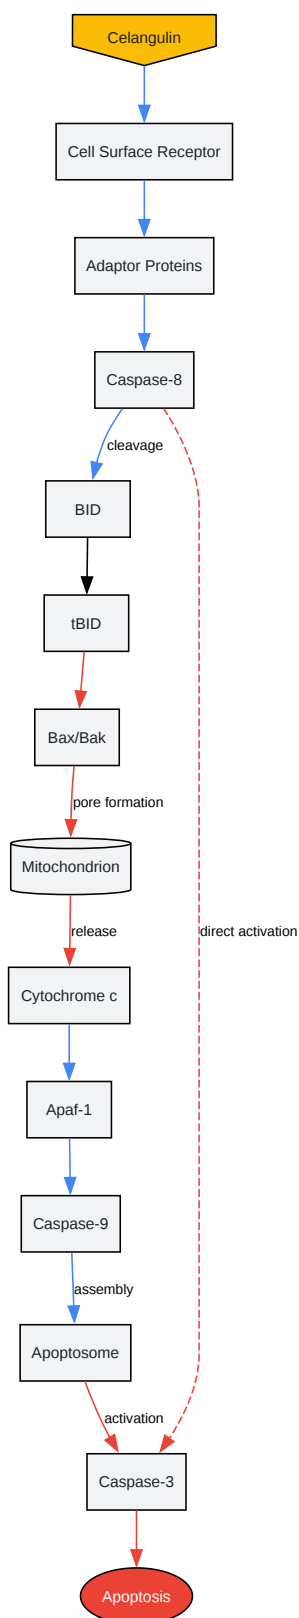 Celangulin
Cell Surface Receptor
Adaptor Proteins
Caspase-8
cleavage
BID
tBID
Bax/Bak
pore formation
Mitochondrion
release
direct activation
Cytochrome c
Apaf-1
Caspase-9
assembly
Apoptosome
activation
Caspase-3
Apoptosis